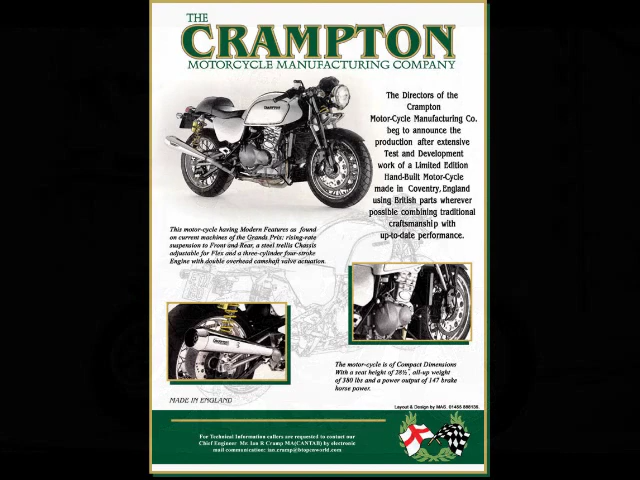 THE
CRAMPTON
MOTORCYCLE MANUFACTURING COMPANY
The Directors of the
Crampton
Motor-Cycle Manufacturing Co.
beg to announce the
production after extensive
Test and Development
work of a Limited Edition
Hand-Built Motor-Cycle
made in Coventry, England
using British parts wherever
possible combining traditional
craftsmanship with
up-to-date performance.
This motor-cycle having Modern Features as found
on current machines of the Grands Prix: rising-rate
suspension to Front and Rear, a steel trellis Chassis
adjustable for Flex and a three-cylinder four-stroke
Engine with double overhead camshaft valve actuation.
The motor-cycle is of Compact Dimensions
With a seat height of 28½", all-up weight
of 380 lbs and a power output of 147 brake
horse power.
MADE IN ENGLAND
Layout & Design by MAG. 01455 886159.
For Technical Information callers are requested to contact our
Chief Engineer Mr. Ian R Cramp MA(CANTAB) by electronic
mail communication: ian.cramp@btopenworld.com